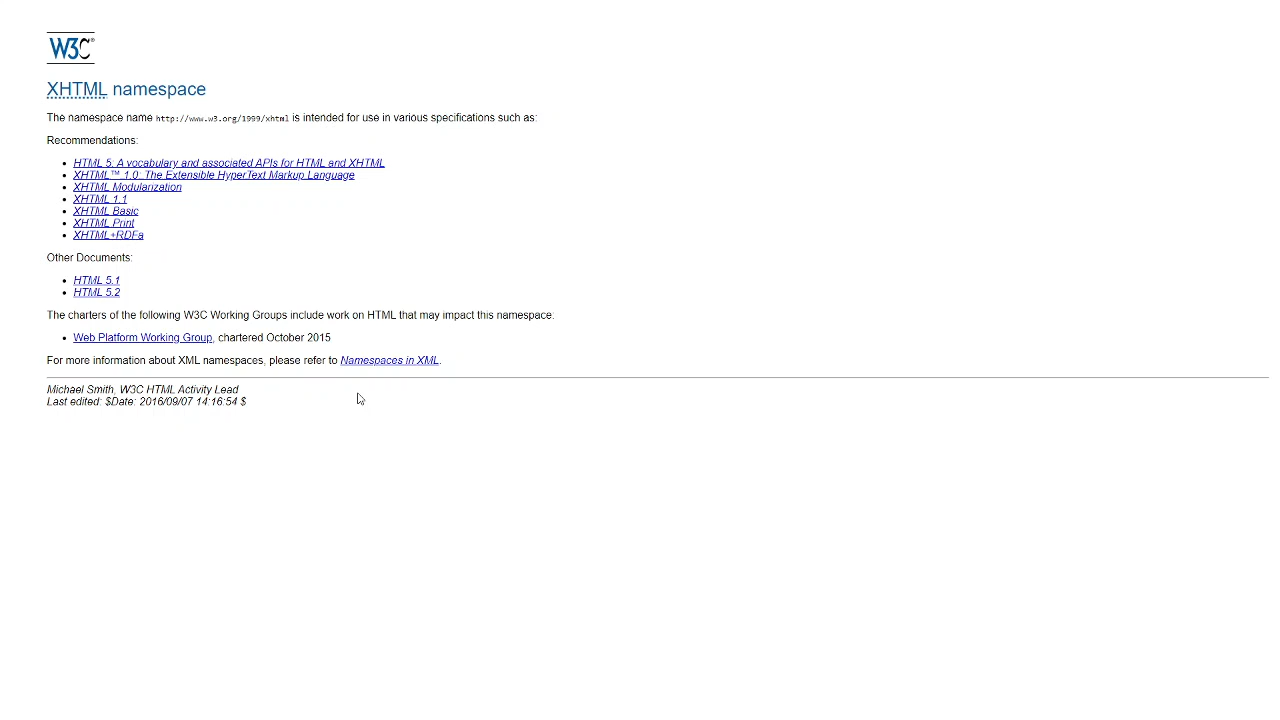 W3C®
XHTML namespace
The namespace name http://www.w3.org/1999/xhtml is intended for use in various specifications such as:
Recommendations:
HTML 5: A vocabulary and associated APIs for HTML and XHTML
XHTML™ 1.0: The Extensible HyperText Markup Language
XHTML Modularization
XHTML 1.1
XHTML Basic
XHTML Print
XHTML+RDFa
Other Documents:
HTML 5.1
HTML 5.2
The charters of the following W3C Working Groups include work on HTML that may impact this namespace:
Web Platform Working Group, chartered October 2015
For more information about XML namespaces, please refer to Namespaces in XML.
Michael Smith, W3C HTML Activity Lead
Last edited: $Date: 2016/09/07 14:16:54 $